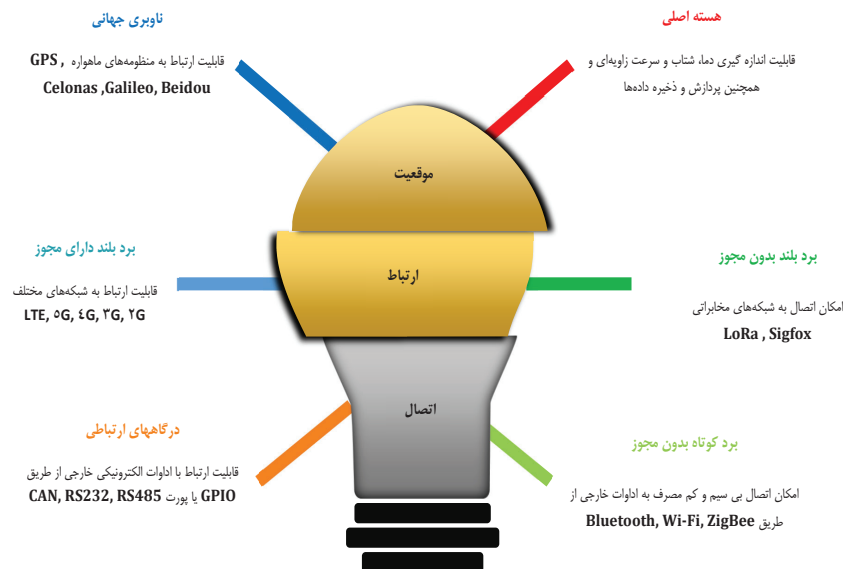 هسته اصلی
قابلیت اندازه گیری دما، شتاب و سرعت زاویه‌ای و
همچنین پردازش و ذخیره داده‌ها
ناوبری جهانی
قابلیت ارتباط به منظومه‌های ماهواره GPS ,
Celonas ,Galileo, Beidou
موقعیت
برد بلند بدون مجوز
امکان اتصال به شبکه‌های مخابراتی
LoRa , Sigfox
ارتباط
برد بلند دارای مجوز
قابلیت ارتباط به شبکه‌های مختلف
LTE, ٥G, ٤G, ٣G, ٢G
برد کوتاه بدون مجوز
امکان اتصال بی سیم و کم مصرف به ادوات خارجی از
طریق Bluetooth, Wi-Fi, ZigBee
اتصال
درگاههای ارتباطی
قابلیت ارتباط با ادوات الکترونیکی خارجی از طریق
GPIO یا پورت CAN, RS232, RS485